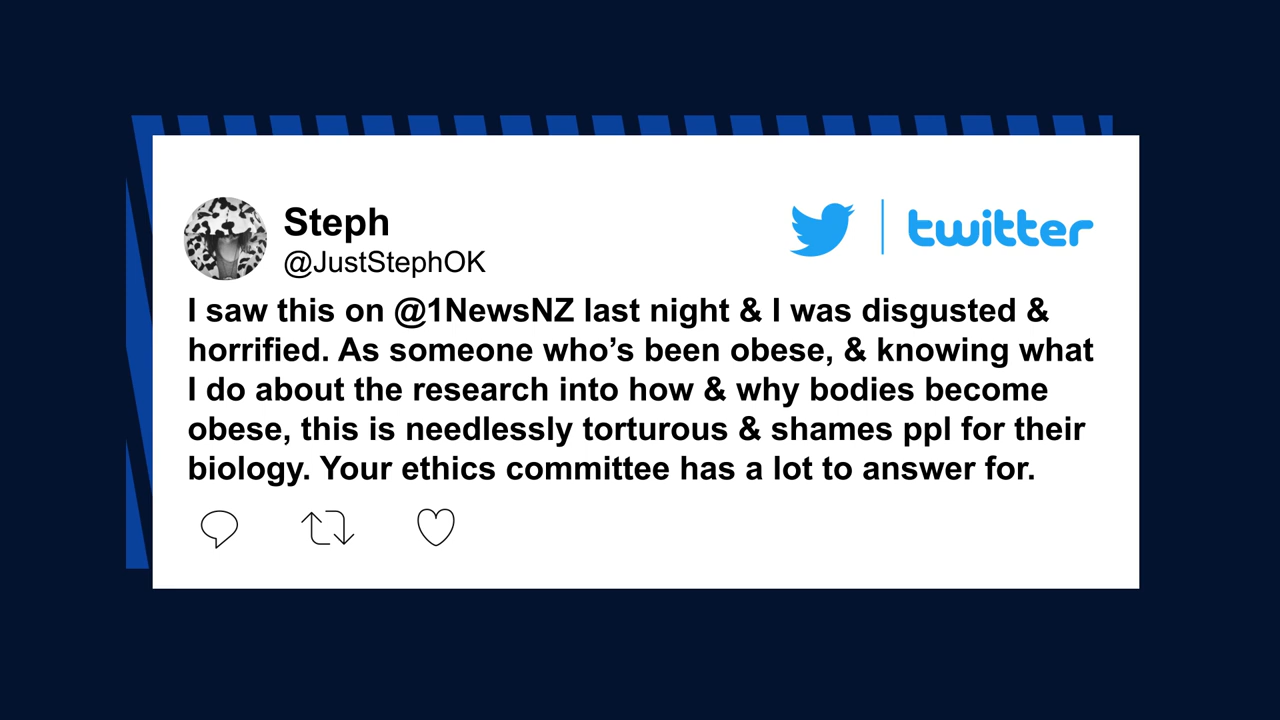 Steph
@JustStephOK
twitter
I saw this on @1NewsNZ last night & I was disgusted &
horrified. As someone who’s been obese, & knowing what
I do about the research into how & why bodies become
obese, this is needlessly torturous & shames ppl for their
biology. Your ethics committee has a lot to answer for.